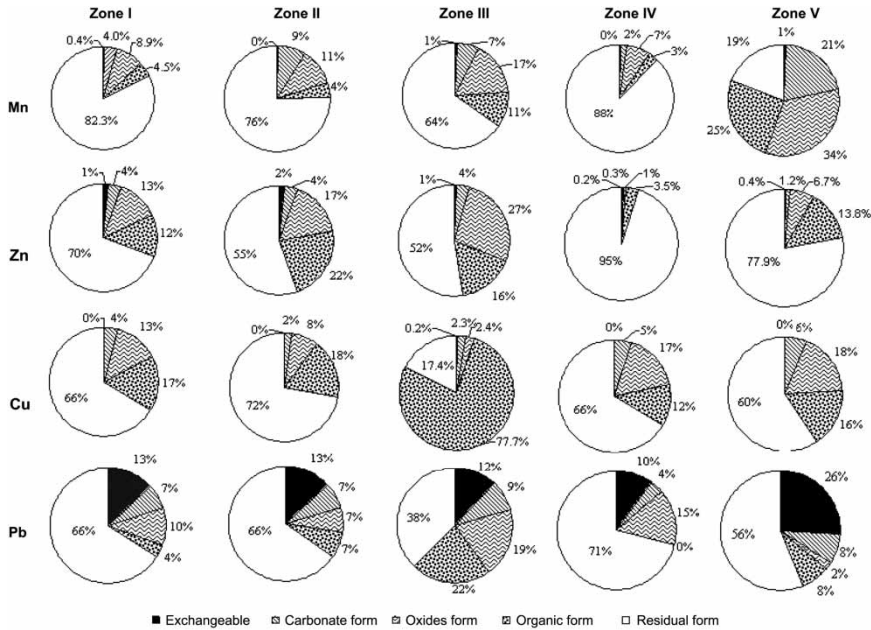 Zone I Zone II Zone III Zone IV Zone V
0.4% 4.0% 8.9% 4.5% 82.3%
0% 9% 11% 4% 76%
1% 7% 17% 11% 64%
0% 2% 7% 3% 88%
1% 21% 34% 25% 19%
Mn
1% 4% 13% 12% 70%
2% 4% 17% 22% 55%
1% 4% 27% 16% 52%
0.2% 0.3% 1% 3.5% 95%
0.4% 1.2% 6.7% 13.8% 77.9%
Zn
0% 4% 13% 17% 66%
0% 2% 8% 18% 72%
0.2% 2.3% 2.4% 77.7% 17.4%
0% 5% 17% 12% 66%
0% 6% 18% 16% 60%
Cu
13% 7% 10% 4% 66%
13% 7% 7% 7% 66%
12% 9% 19% 22% 38%
10% 4% 15% 0% 71%
26% 8% 2% 8% 56%
Pb
Exchangeable Carbonate form Oxides form Organic form Residual form